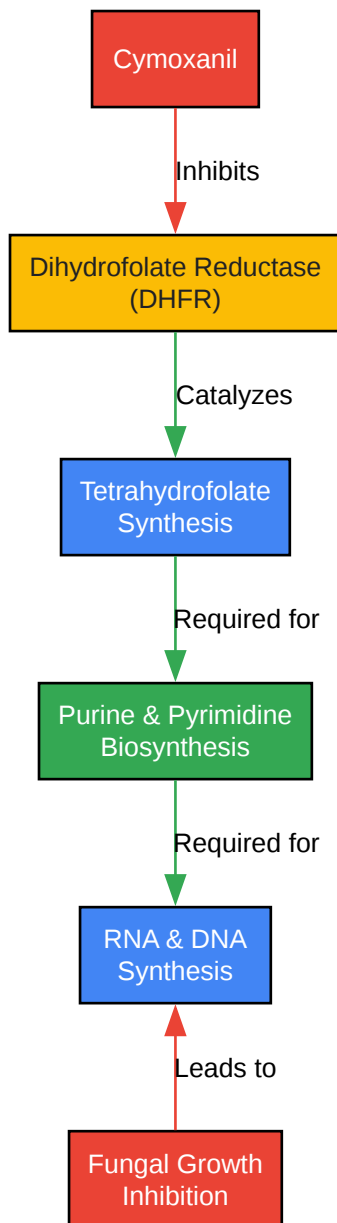 Cymoxanil
Inhibits
Dihydrofolate Reductase
(DHFR)
Catalyzes
Tetrahydrofolate
Synthesis
Required for
Purine & Pyrimidine
Biosynthesis
Required for
RNA & DNA
Synthesis
Leads to
Fungal Growth
Inhibition